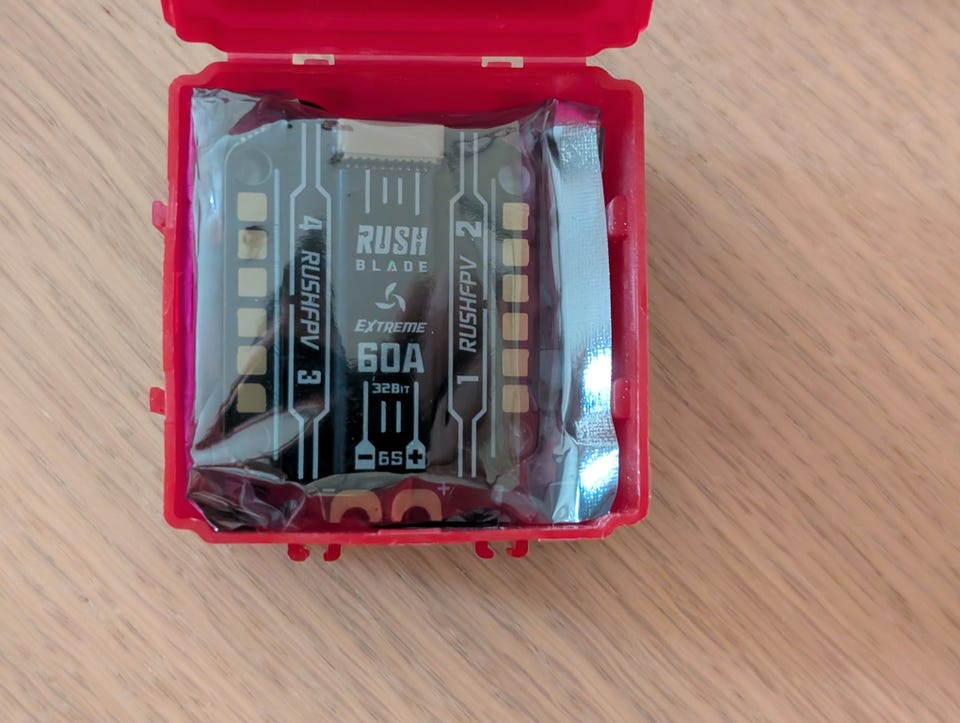 4 RUSHFPV 3
RUSH
BLADE
EXTREME
60A
32BIT
- 6S +
1 RUSHFPV 2
- +